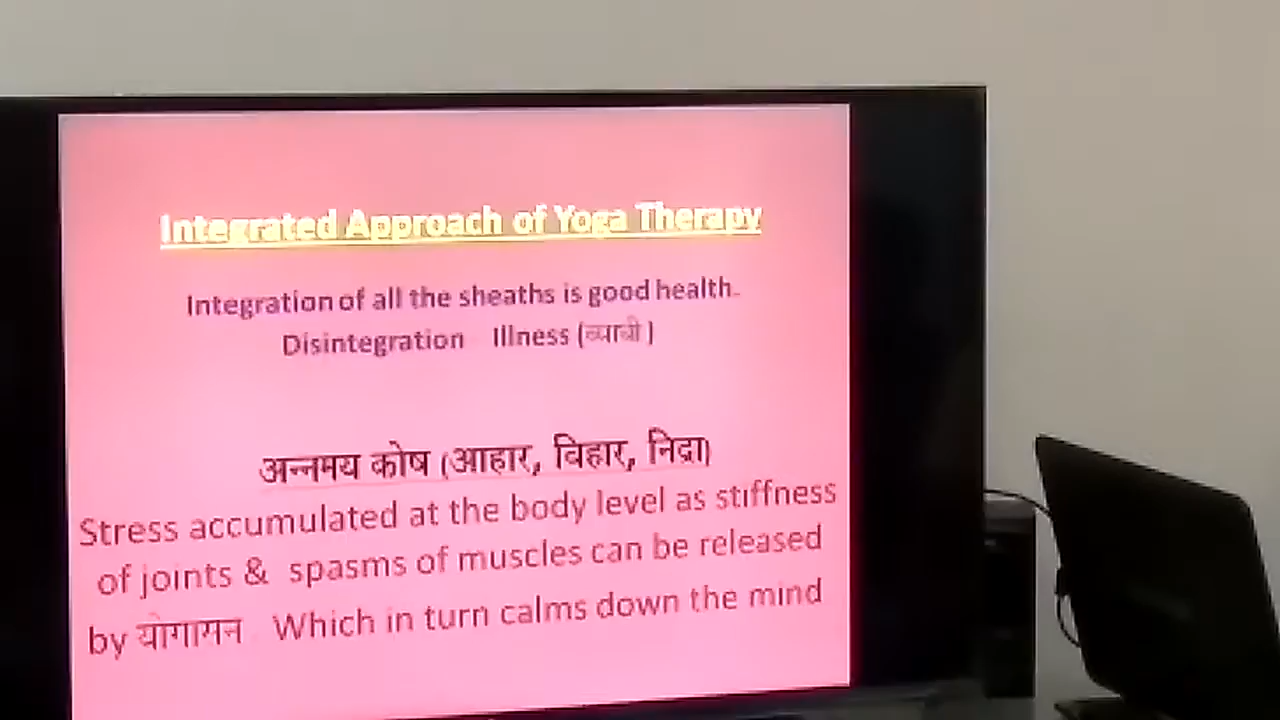 Integrated Approach of Yoga Therapy
Integration of all the sheaths is good health.
Disintegration Illness (व्याधी)
अन्नमय कोष (आहार, विहार, निद्रा)
Stress accumulated at the body level as stiffness
of joints & spasms of muscles can be released
by Which in turn calms down the mind